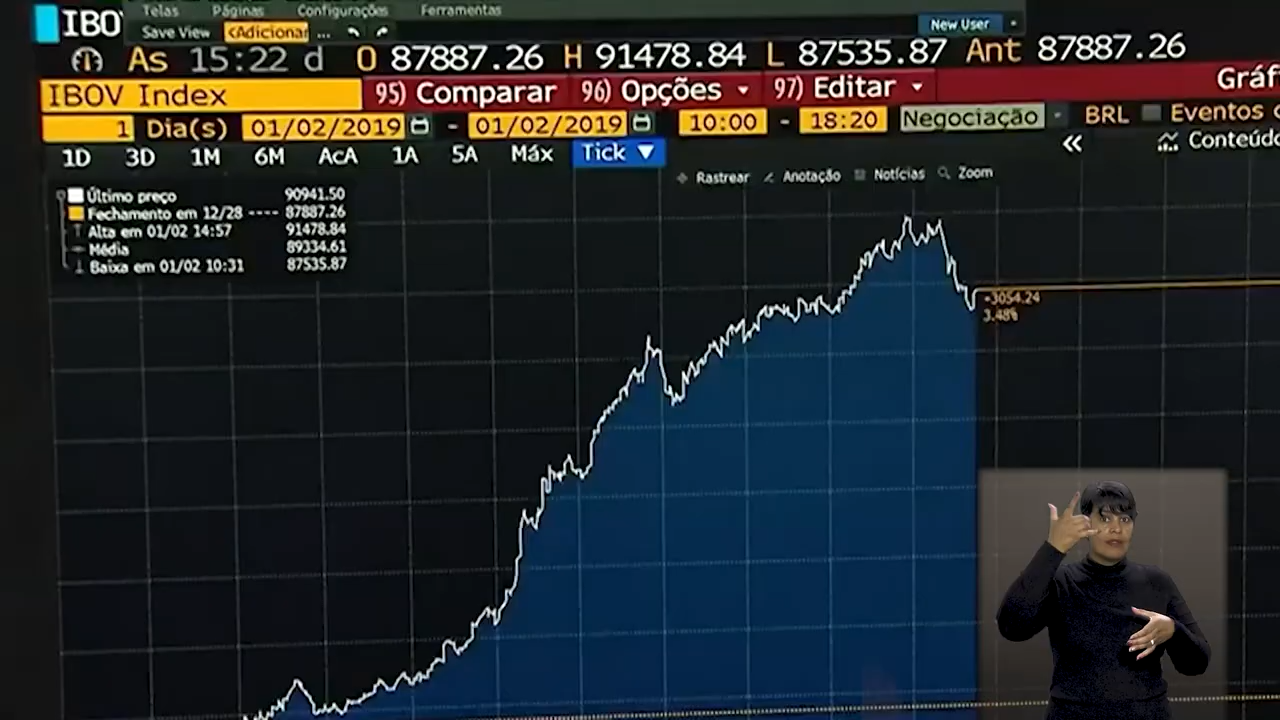 Telas Páginas Configurações Ferramentas
IBOV
Save View <Adicionar ... New User
As 15:22 d O 87887.26 H 91478.84 L 87535.87 Ant 87887.26
IBOV Index 95) Comparar 96) Opções 97) Editar Gráf
1 Dia(s) 01/02/2019 - 01/02/2019 10:00 - 18:20 Negociação BRL Eventos
1D 3D 1M 6M AcA 1A 5A Máx Tick ▼ « Conteúdo
Rastrear Anotação Notícias Zoom
Último preço 90941.50
Fechamento em 12/28 ---- 87887.26
Alta em 01/02 14:57 91478.84
Média 89334.61
Baixa em 01/02 10:31 87535.87
+3054.24
3.48%